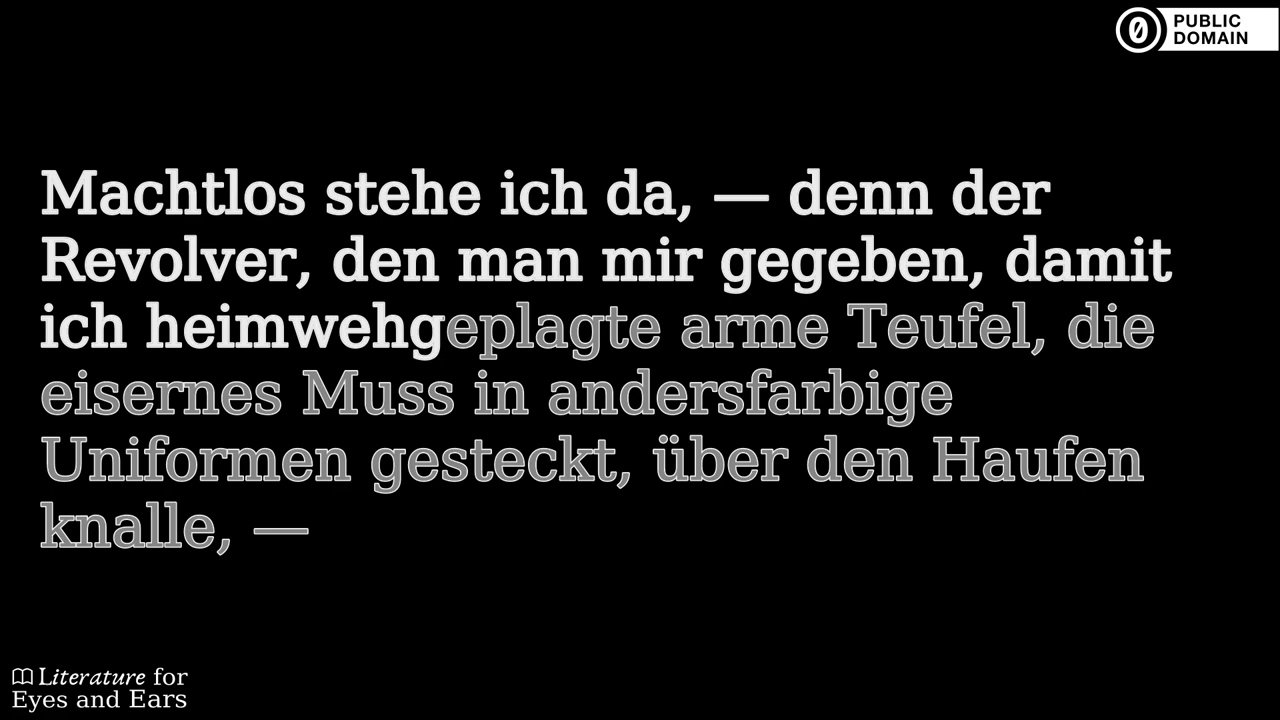 PUBLIC
DOMAIN
Machtlos stehe ich da, — denn der
Revolver, den man mir gegeben, damit
ich heimwehgeplagte arme Teufel, die
eisernes Muss in andersfarbige
Uniformen gesteckt, über den Haufen
knalle, —
Literature for
Eyes and Ears